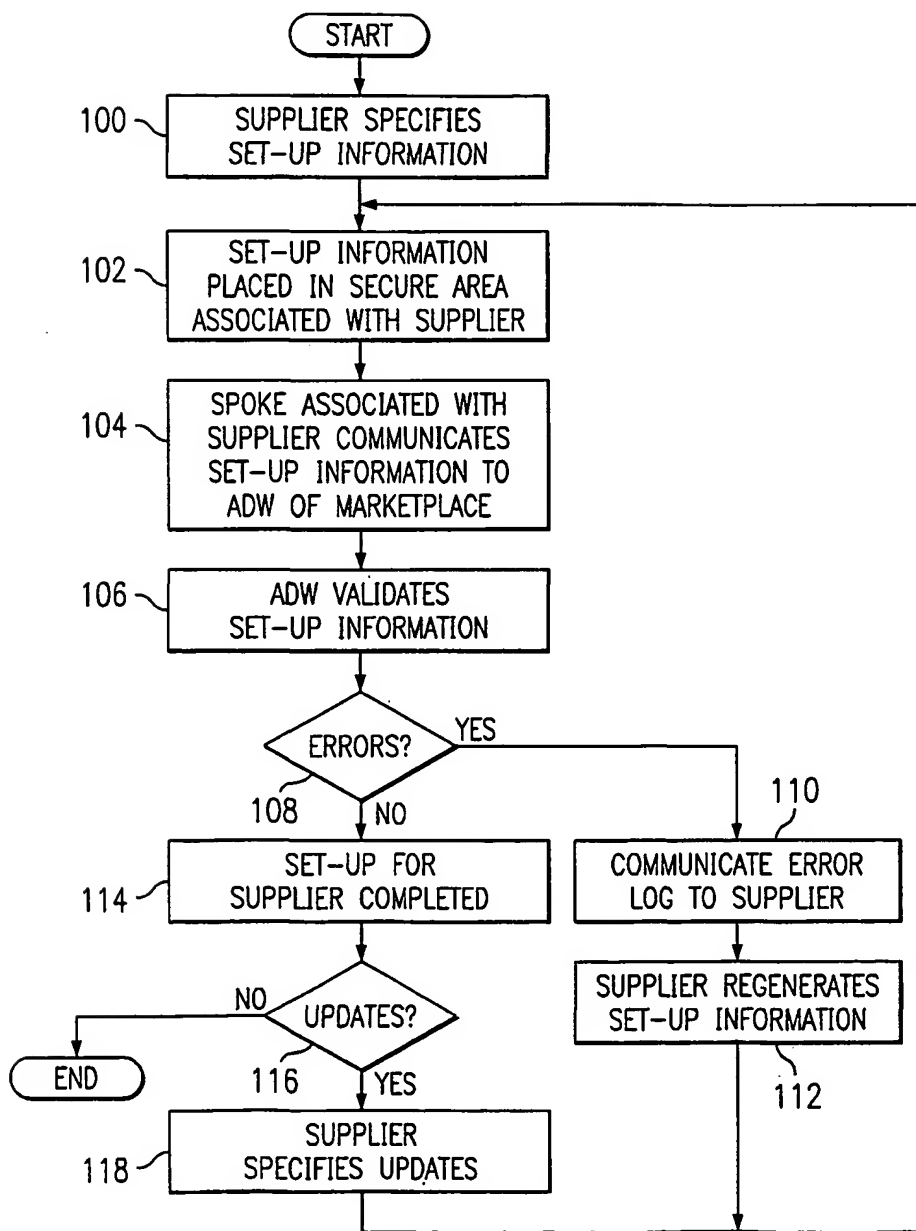 START
100
SUPPLIER SPECIFIES
SET-UP INFORMATION
102
SET-UP INFORMATION
PLACED IN SECURE AREA
ASSOCIATED WITH SUPPLIER
104
SPOKE ASSOCIATED WITH
SUPPLIER COMMUNICATES
SET-UP INFORMATION TO
ADW OF MARKETPLACE
106
ADW VALIDATES
SET-UP INFORMATION
ERRORS?
YES
108
NO
110
COMMUNICATE ERROR
LOG TO SUPPLIER
114
SET-UP FOR
SUPPLIER COMPLETED
SUPPLIER REGENERATES
SET-UP INFORMATION
112
NO
UPDATES?
116
YES
END
118
SUPPLIER
SPECIFIES UPDATES